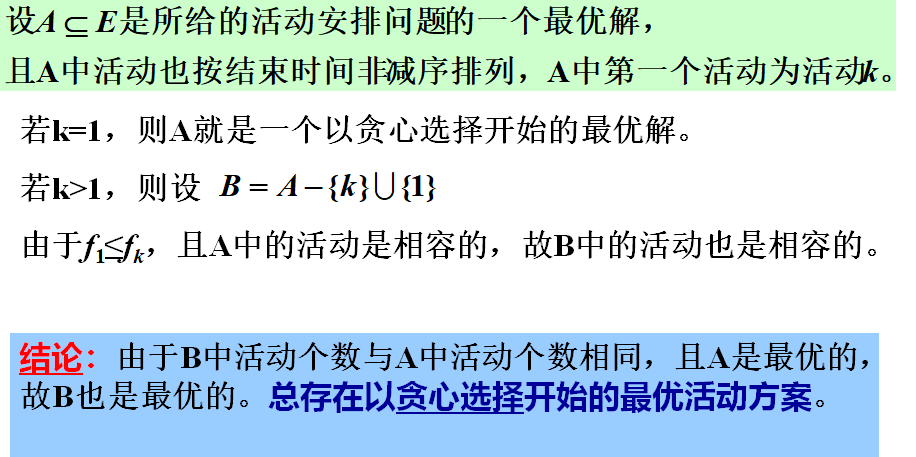 设A⊆E是所给的活动安排问题的一个最优解，
且A中活动也按结束时间非减序排列，A中第一个活动为活动k。
若k=1，则A就是一个以贪心选择开始的最优解。
若k>1，则设 B = A − {k}∪{1}
由于f₁≤fₖ，且A中的活动是相容的，故B中的活动也是相容的。
结论：由于B中活动个数与A中活动个数相同，且A是最优的，
故B也是最优的。总存在以贪心选择开始的最优活动方案。